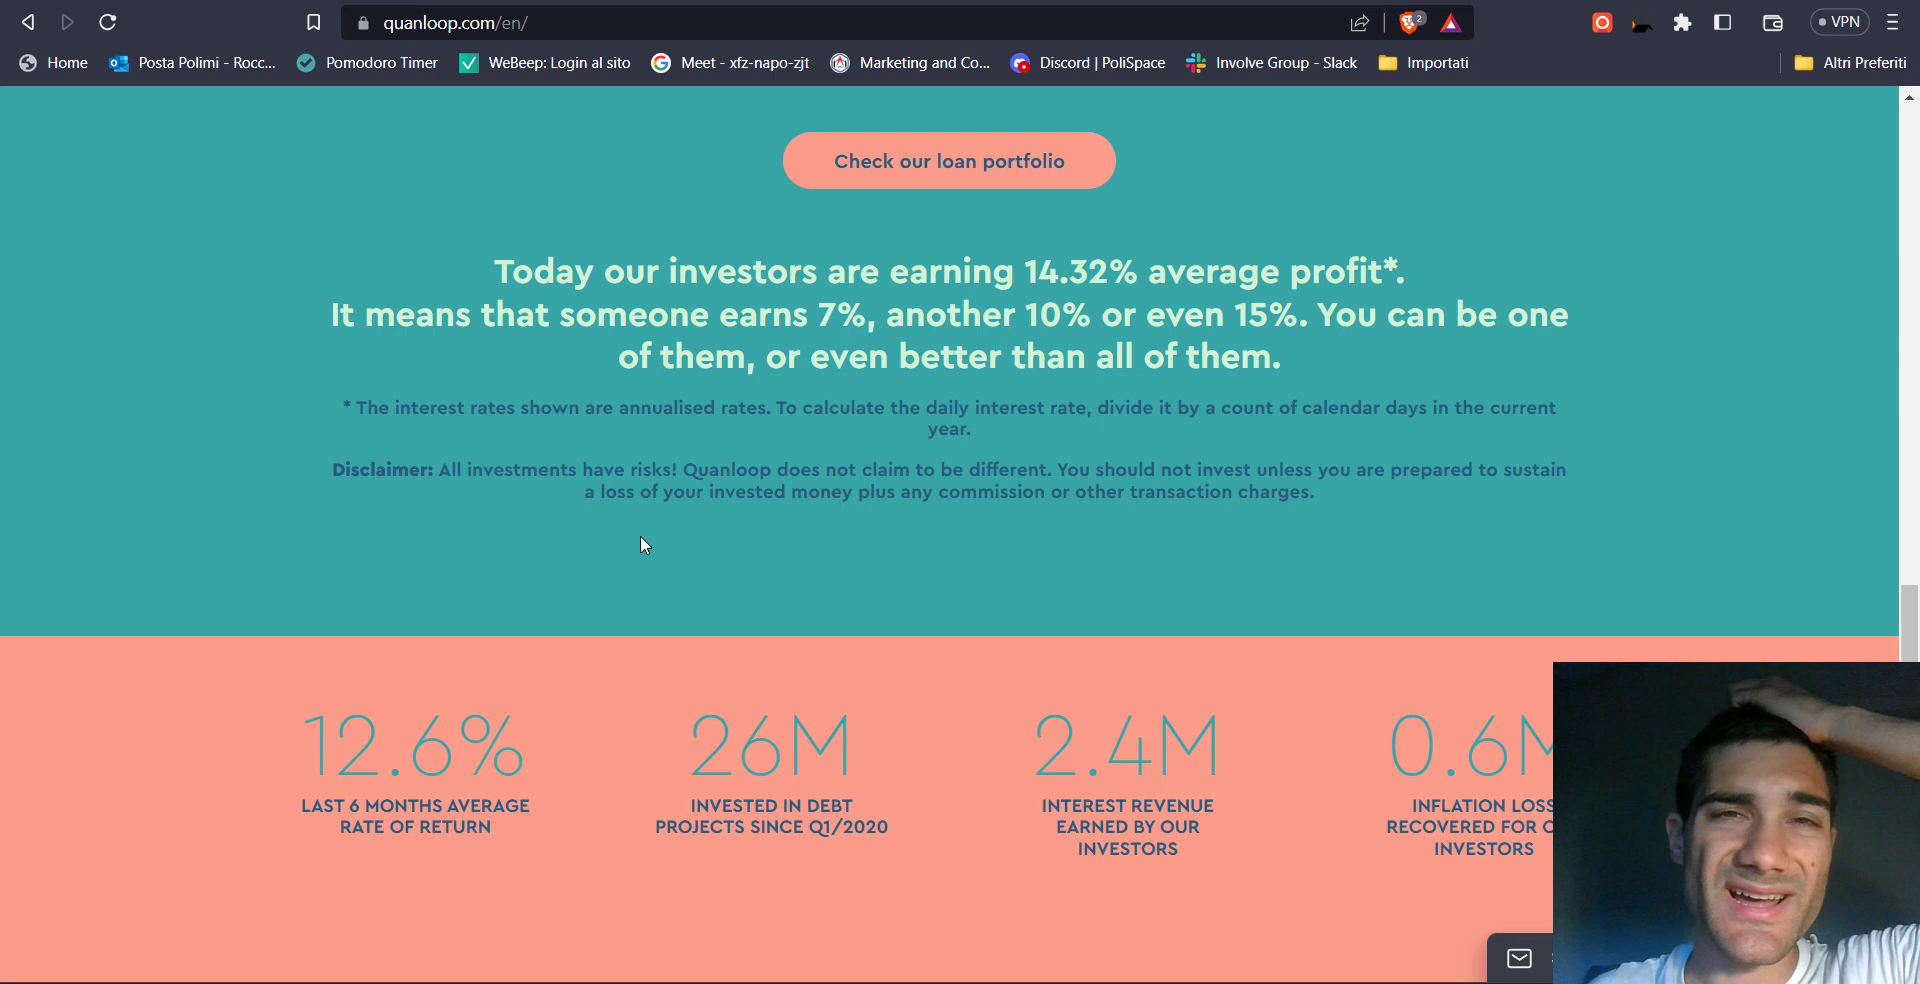 quanloop.com/en/
2
VPN
Home
Posta Polimi - Rocc...
Pomodoro Timer
WeBeep: Login al sito
Meet - xfz-napo-zjt
Marketing and Co...
Discord | PoliSpace
Involve Group - Slack
Importati
Altri Preferiti
Check our loan portfolio
Today our investors are earning 14.32% average profit*.
It means that someone earns 7%, another 10% or even 15%. You can be one
of them, or even better than all of them.
* The interest rates shown are annualised rates. To calculate the daily interest rate, divide it by a count of calendar days in the current
year.
Disclaimer: All investments have risks! Quanloop does not claim to be different. You should not invest unless you are prepared to sustain
a loss of your invested money plus any commission or other transaction charges.
12.6%
LAST 6 MONTHS AVERAGE
RATE OF RETURN
26M
INVESTED IN DEBT
PROJECTS SINCE Q1/2020
2.4M
INTEREST REVENUE
EARNED BY OUR
INVESTORS
0.6M
INFLATION LOSS
RECOVERED FOR
INVESTORS